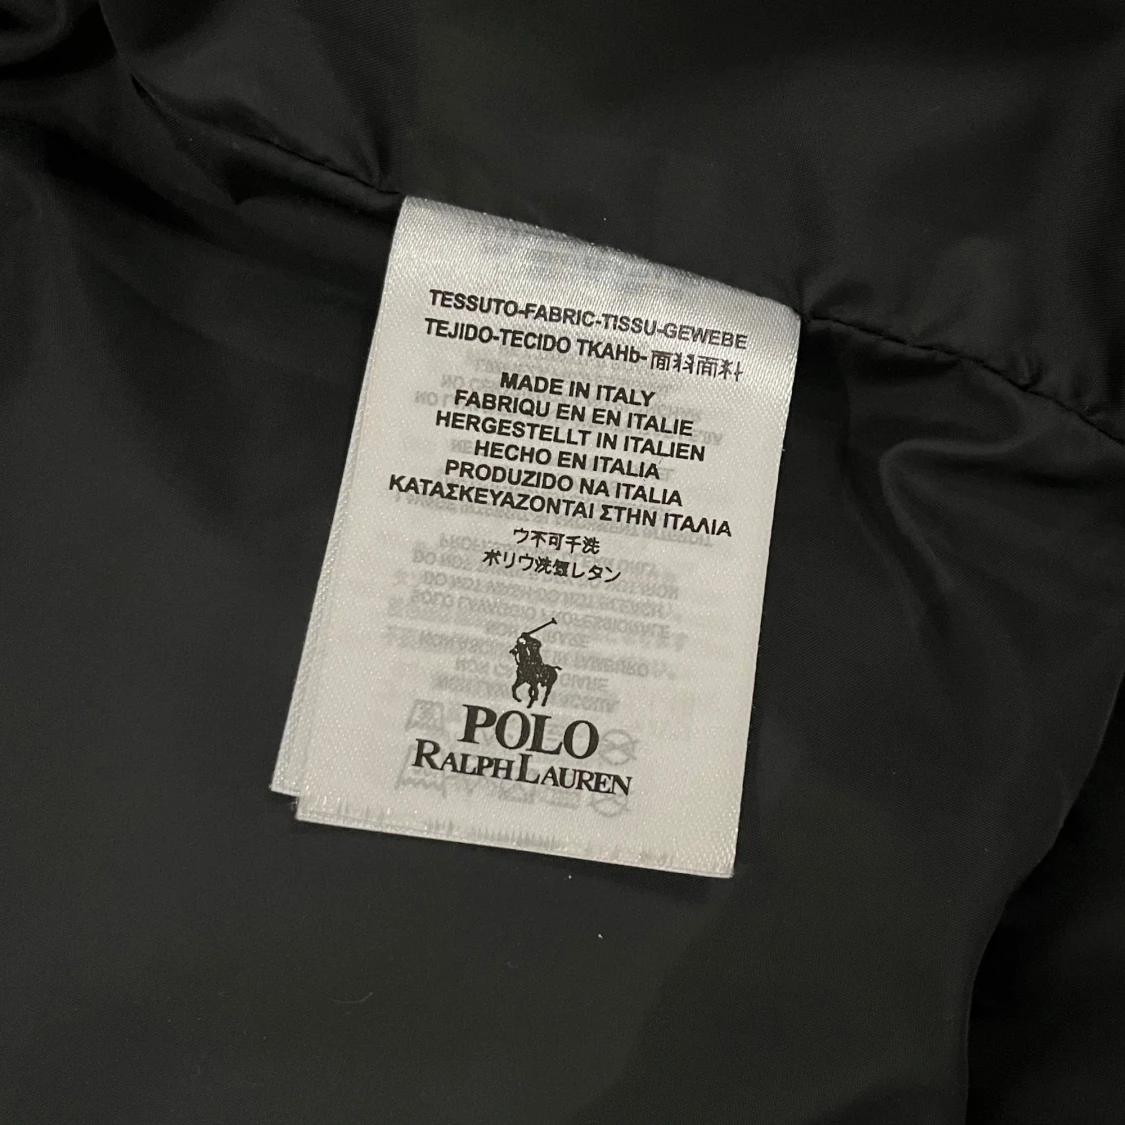 TESSUTO-FABRIC-TISSU-GEWEBE
TEJIDO-TECIDO TKAHb-面羽面料
MADE IN ITALY
FABRIQU EN EN ITALIE
HERGESTELLT IN ITALIEN
HECHO EN ITALIA
PRODUZIDO NA ITALIA
ΚΑΤΑΣΚΕΥΑΖΟΝΤΑΙ ΣΤΗΝ ΙΤΑΛΙΑ
ウ不可干洗
ポリウ洗氬レタン
POLO
RALPH LAUREN